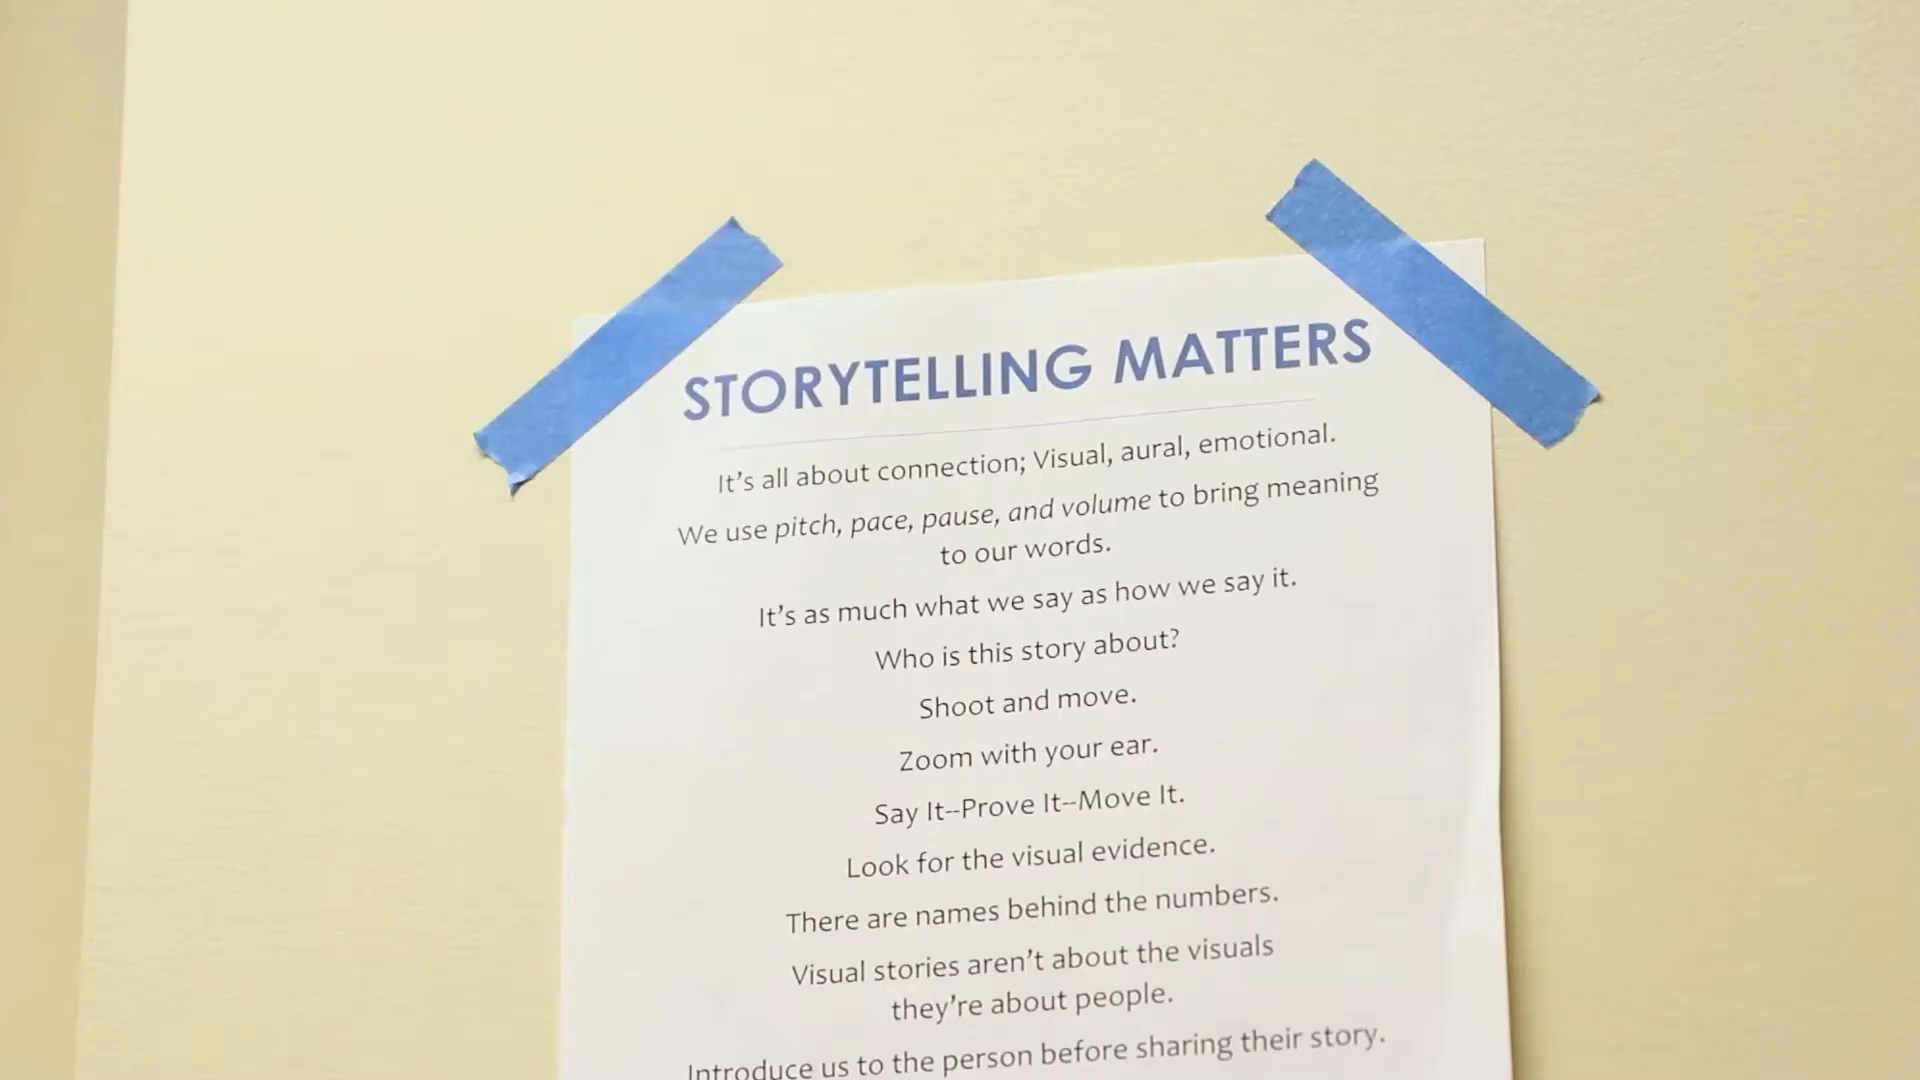 STORYTELLING MATTERS
It's all about connection; Visual, aural, emotional.
We use pitch, pace, pause, and volume to bring meaning
to our words.
It's as much what we say as how we say it.
Who is this story about?
Shoot and move.
Zoom with your ear.
Say It--Prove It--Move It.
Look for the visual evidence.
There are names behind the numbers.
Visual stories aren't about the visuals
they're about people.
Introduce us to the person before sharing their story.